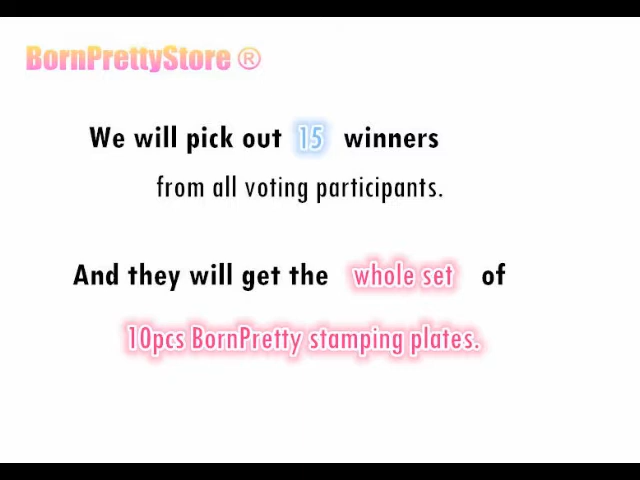 BornPrettyStore ®
We will pick out 15 winners
from all voting participants.
And they will get the whole set of
10pcs BornPretty stamping plates.